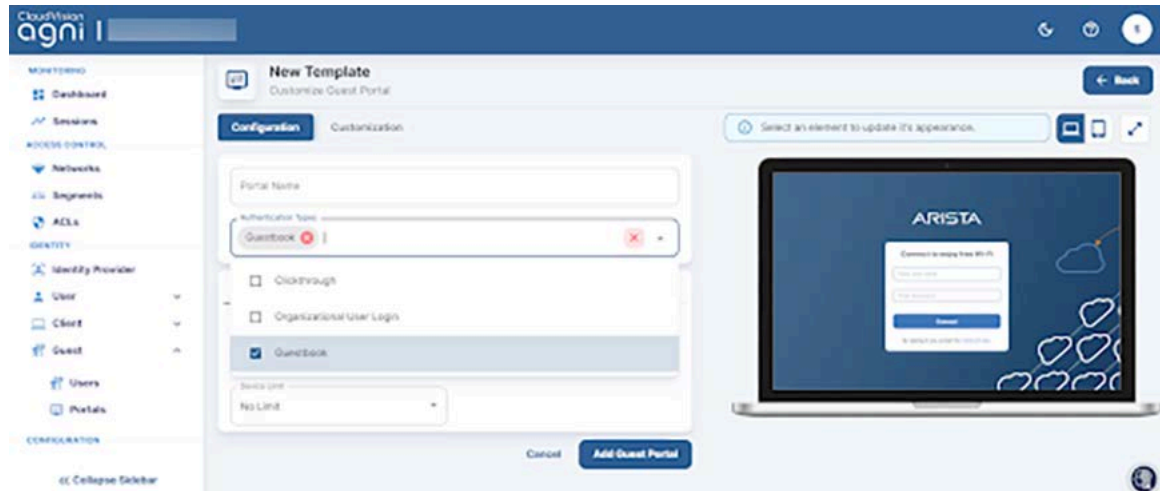 CloudVision
agni
New Template
Customize Guest Portal
Back
MONITORING
Dashboard
Sessions
ACCESS CONTROL
Networks
Segments
ACLs
IDENTITY
Identity Provider
User
Client
Guest
Users
Portals
CONFIGURATION
Collapse Sidebar
Configuration
Customization
Portal Name
Authentication Types
Guestbook
Clickthrough
Organizational User Login
Guestbook
Device Limit
No Limit
Cancel
Add Guest Portal
Select an element to update it's appearance.
ARISTA
Connect to enjoy free Wi-Fi
Connect